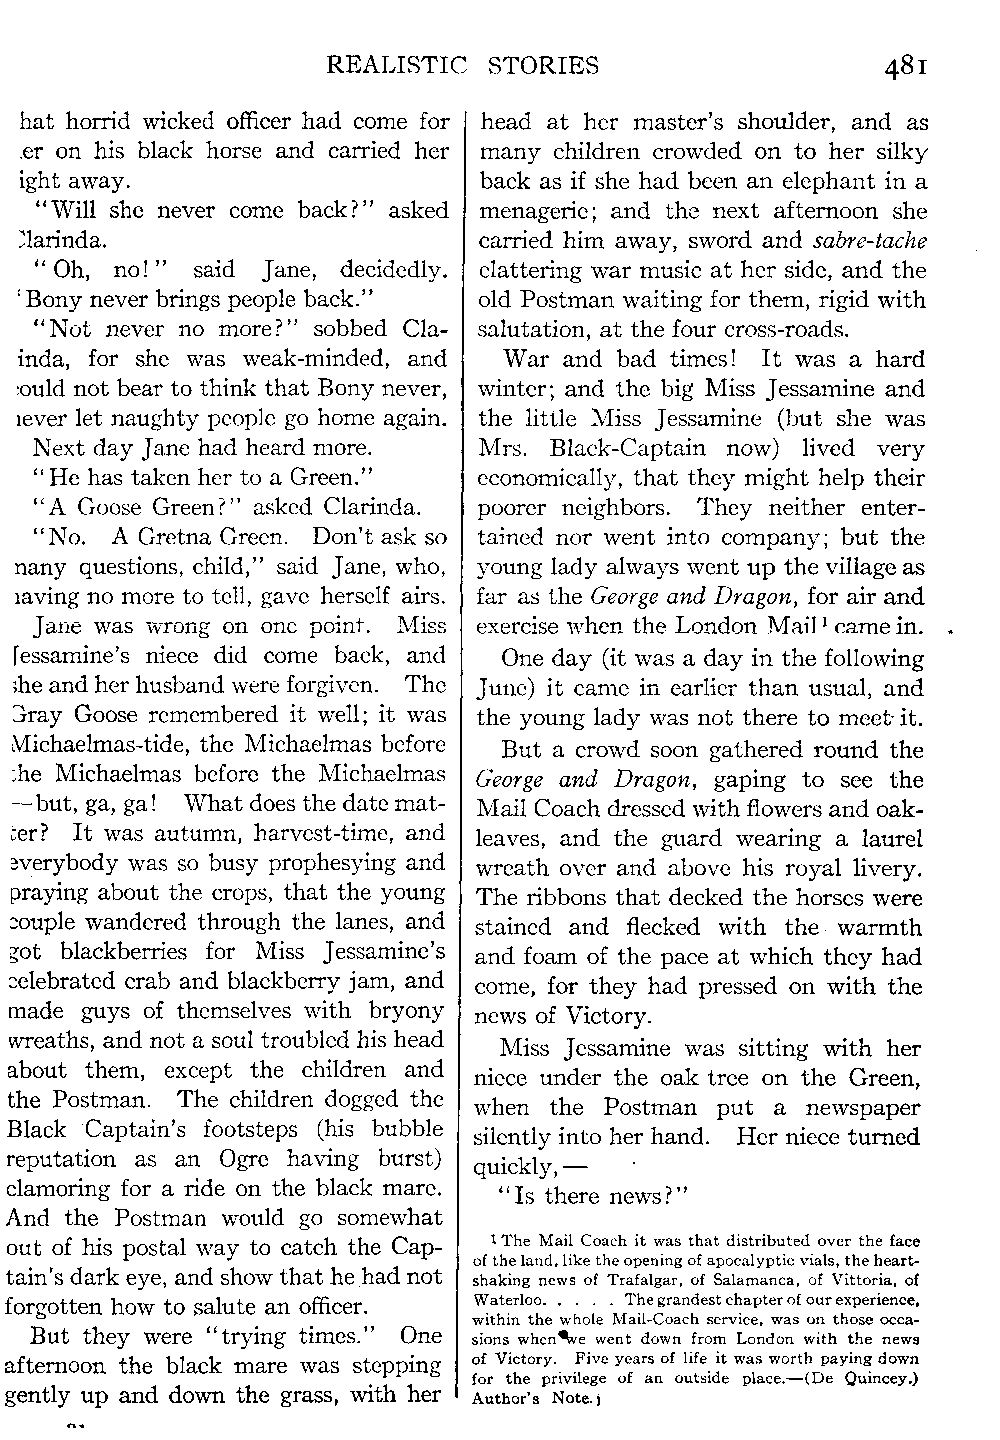 REALISTIC STORIES 481
hat horrid wicked officer had come for
.er on his black horse and carried her
ight away.
"Will she never come back?" asked
Clarinda.
"Oh, no!" said Jane, decidedly.
'Bony never brings people back."
"Not never no more?" sobbed Cla-
inda, for she was weak-minded, and
ould not bear to think that Bony never,
never let naughty people go home again.
Next day Jane had heard more.
"He has taken her to a Green."
"A Goose Green?" asked Clarinda.
"No. A Gretna Green. Don't ask so
many questions, child," said Jane, who,
having no more to tell, gave herself airs.
Jane was wrong on one point. Miss
Jessamine's niece did come back, and
she and her husband were forgiven. The
Gray Goose remembered it well; it was
Michaelmas-tide, the Michaelmas before
the Michaelmas before the Michaelmas
—but, ga, ga! What does the date mat-
ter? It was autumn, harvest-time, and
everybody was so busy prophesying and
praying about the crops, that the young
couple wandered through the lanes, and
got blackberries for Miss Jessamine's
celebrated crab and blackberry jam, and
made guys of themselves with bryony
wreaths, and not a soul troubled his head
about them, except the children and
the Postman. The children dogged the
Black Captain's footsteps (his bubble
reputation as an Ogre having burst)
clamoring for a ride on the black mare.
And the Postman would go somewhat
out of his postal way to catch the Cap-
tain's dark eye, and show that he had not
forgotten how to salute an officer.
But they were "trying times." One
afternoon the black mare was stepping
gently up and down the grass, with her
head at her master's shoulder, and as
many children crowded on to her silky
back as if she had been an elephant in a
menagerie; and the next afternoon she
carried him away, sword and sabre-tache
clattering war music at her side, and the
old Postman waiting for them, rigid with
salutation, at the four cross-roads.
War and bad times! It was a hard
winter; and the big Miss Jessamine and
the little Miss Jessamine (but she was
Mrs. Black-Captain now) lived very
economically, that they might help their
poorer neighbors. They neither enter-
tained nor went into company; but the
young lady always went up the village as
far as the George and Dragon, for air and
exercise when the London Mail¹ came in.
One day (it was a day in the following
June) it came in earlier than usual, and
the young lady was not there to meet it.
But a crowd soon gathered round the
George and Dragon, gaping to see the
Mail Coach dressed with flowers and oak-
leaves, and the guard wearing a laurel
wreath over and above his royal livery.
The ribbons that decked the horses were
stained and flecked with the warmth
and foam of the pace at which they had
come, for they had pressed on with the
news of Victory.
Miss Jessamine was sitting with her
niece under the oak tree on the Green,
when the Postman put a newspaper
silently into her hand. Her niece turned
quickly,—
"Is there news?"
¹ The Mail Coach it was that distributed over the face
of the land, like the opening of apocalyptic vials, the heart-
shaking news of Trafalgar, of Salamanca, of Vittoria, of
Waterloo. . . . . . The grandest chapter of our experience,
within the whole Mail-Coach service, was on those occa-
sions when we went down from London with the news
of Victory. Five years of life it was worth paying down
for the privilege of an outside place.—(De Quincey.)
Author's Note.]